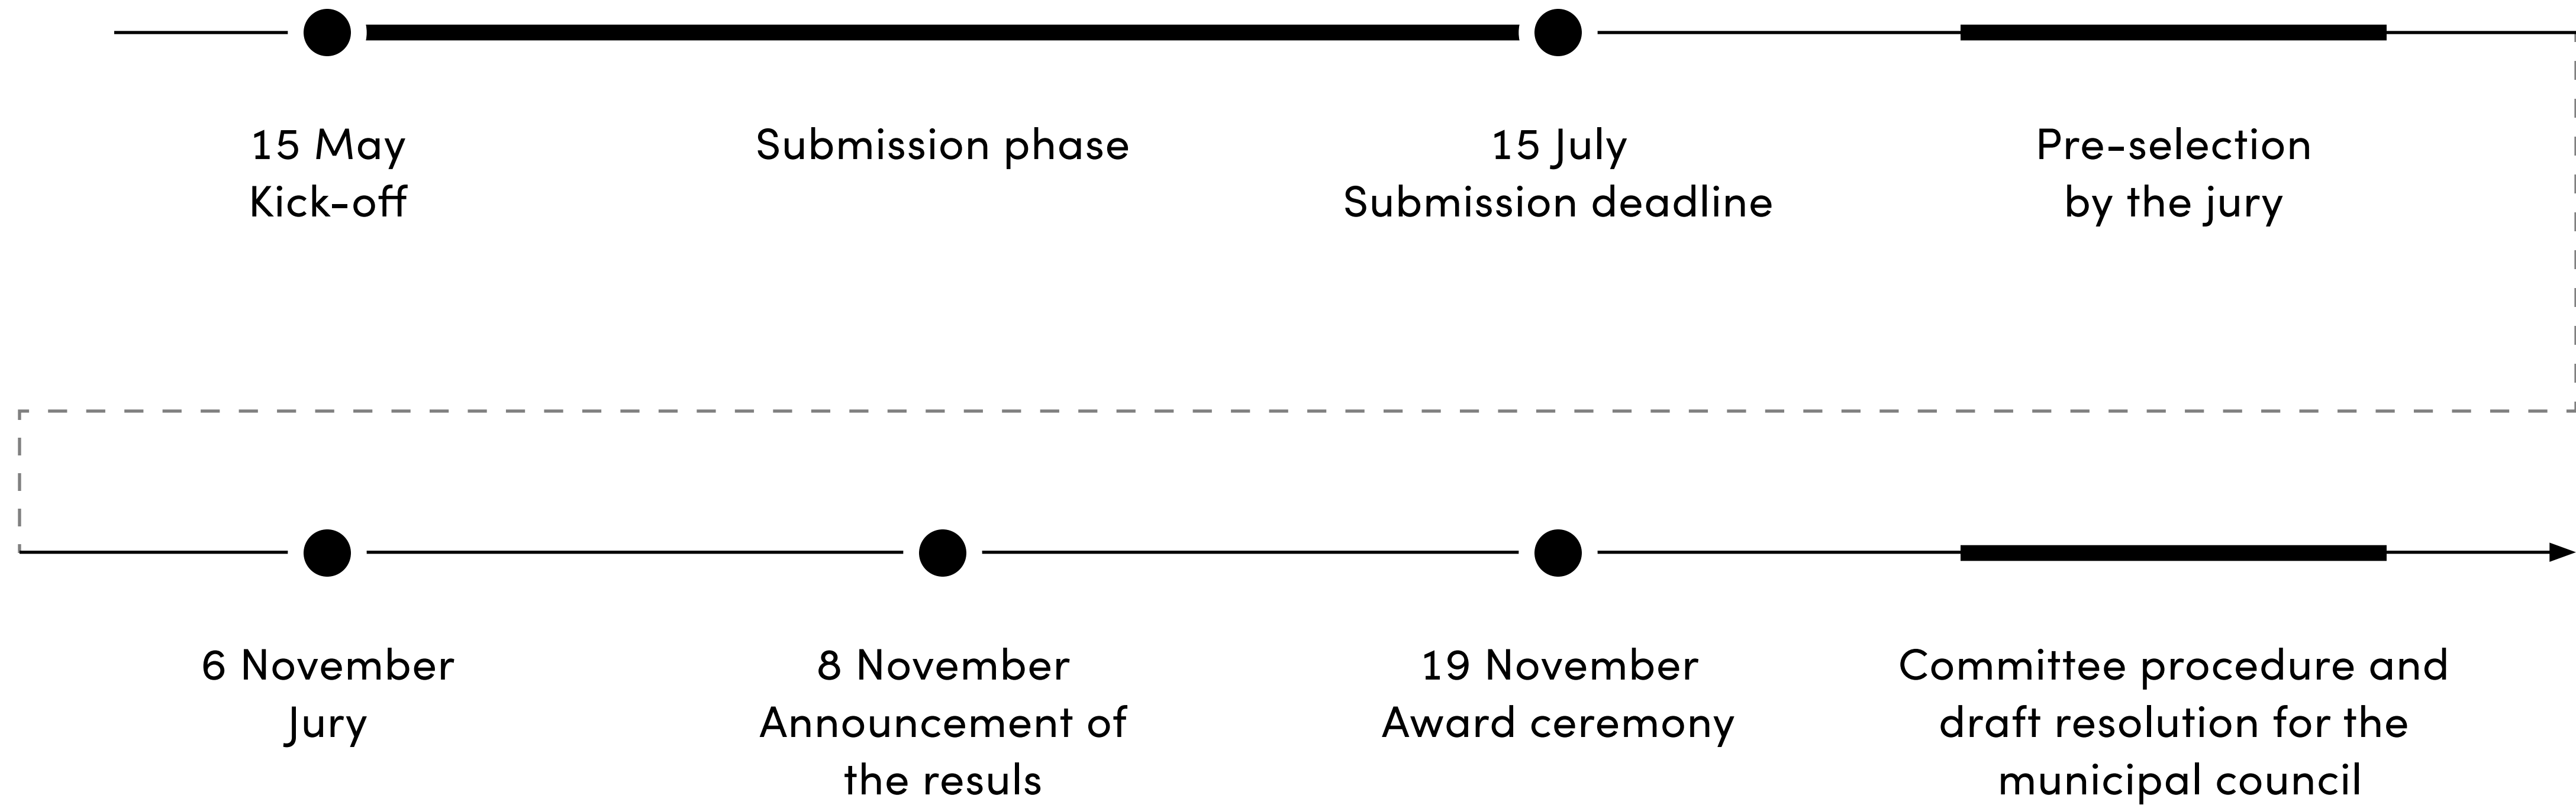 15 May
Kick-off
Submission phase
15 July
Submission deadline
Pre-selection
by the jury
6 November
Jury
8 November
Announcement of
the resuls
19 November
Award ceremony
Committee procedure and
draft resolution for the
municipal council